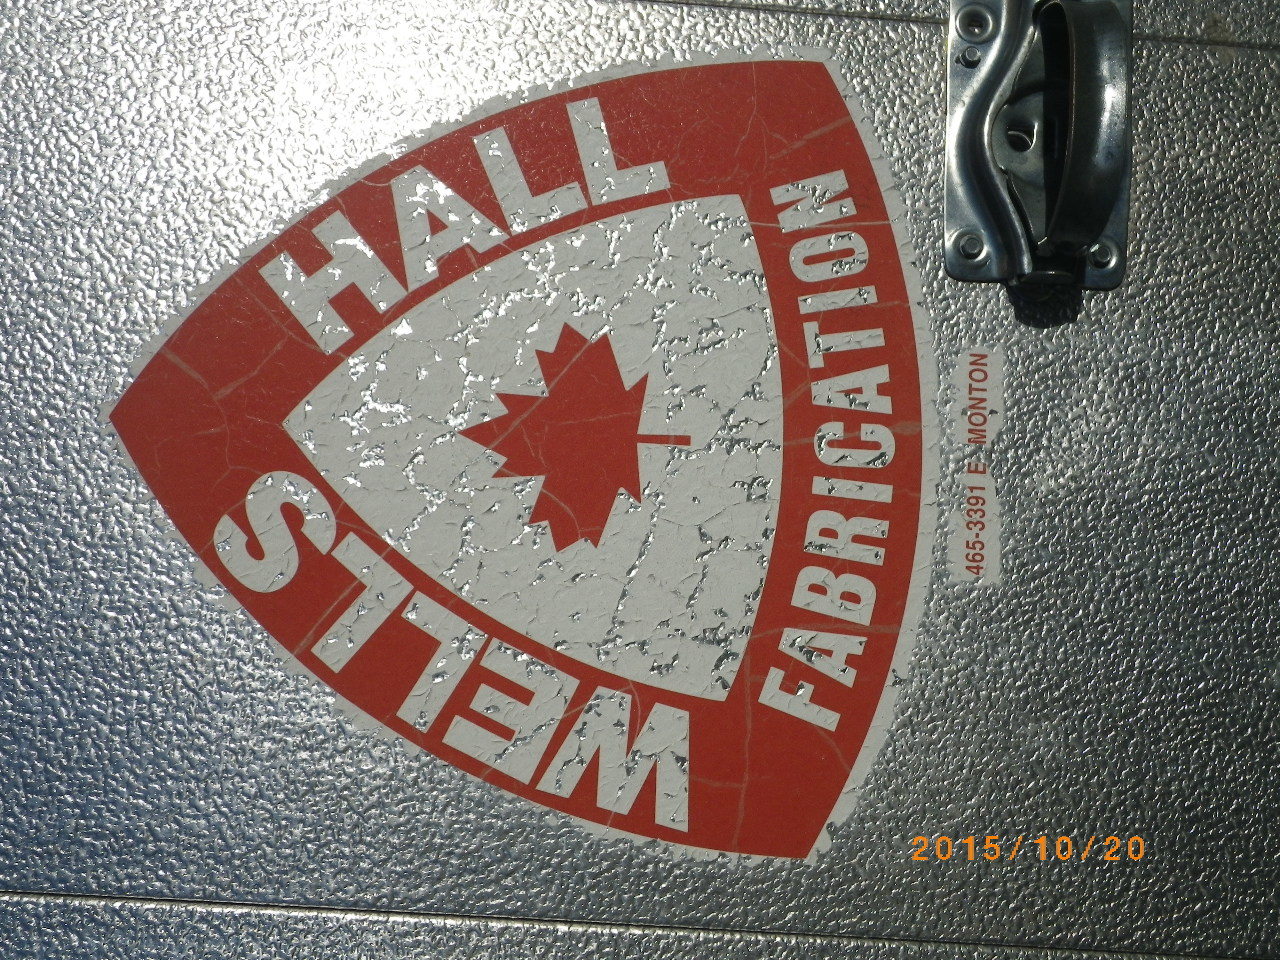 WELLS HALL
FABRICATION
465-3391 E MONTON
2015/10/20